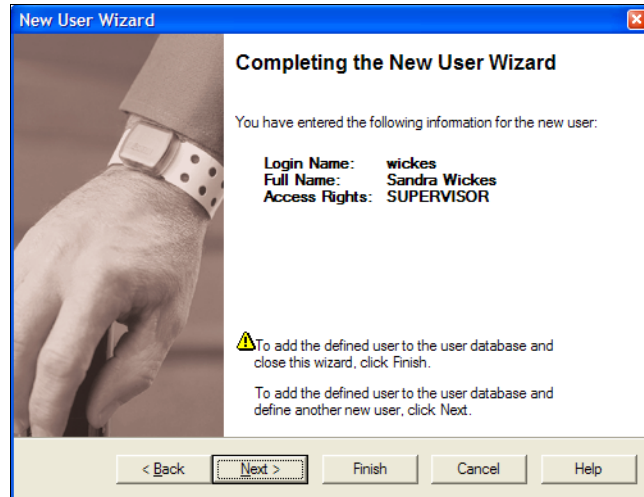 New User Wizard
Completing the New User Wizard
You have entered the following information for the new user:
Login Name: wickes
Full Name: Sandra Wickes
Access Rights: SUPERVISOR
To add the defined user to the user database and
close this wizard, click Finish.
To add the defined user to the user database and
define another new user, click Next.
< Back Next > Finish Cancel Help